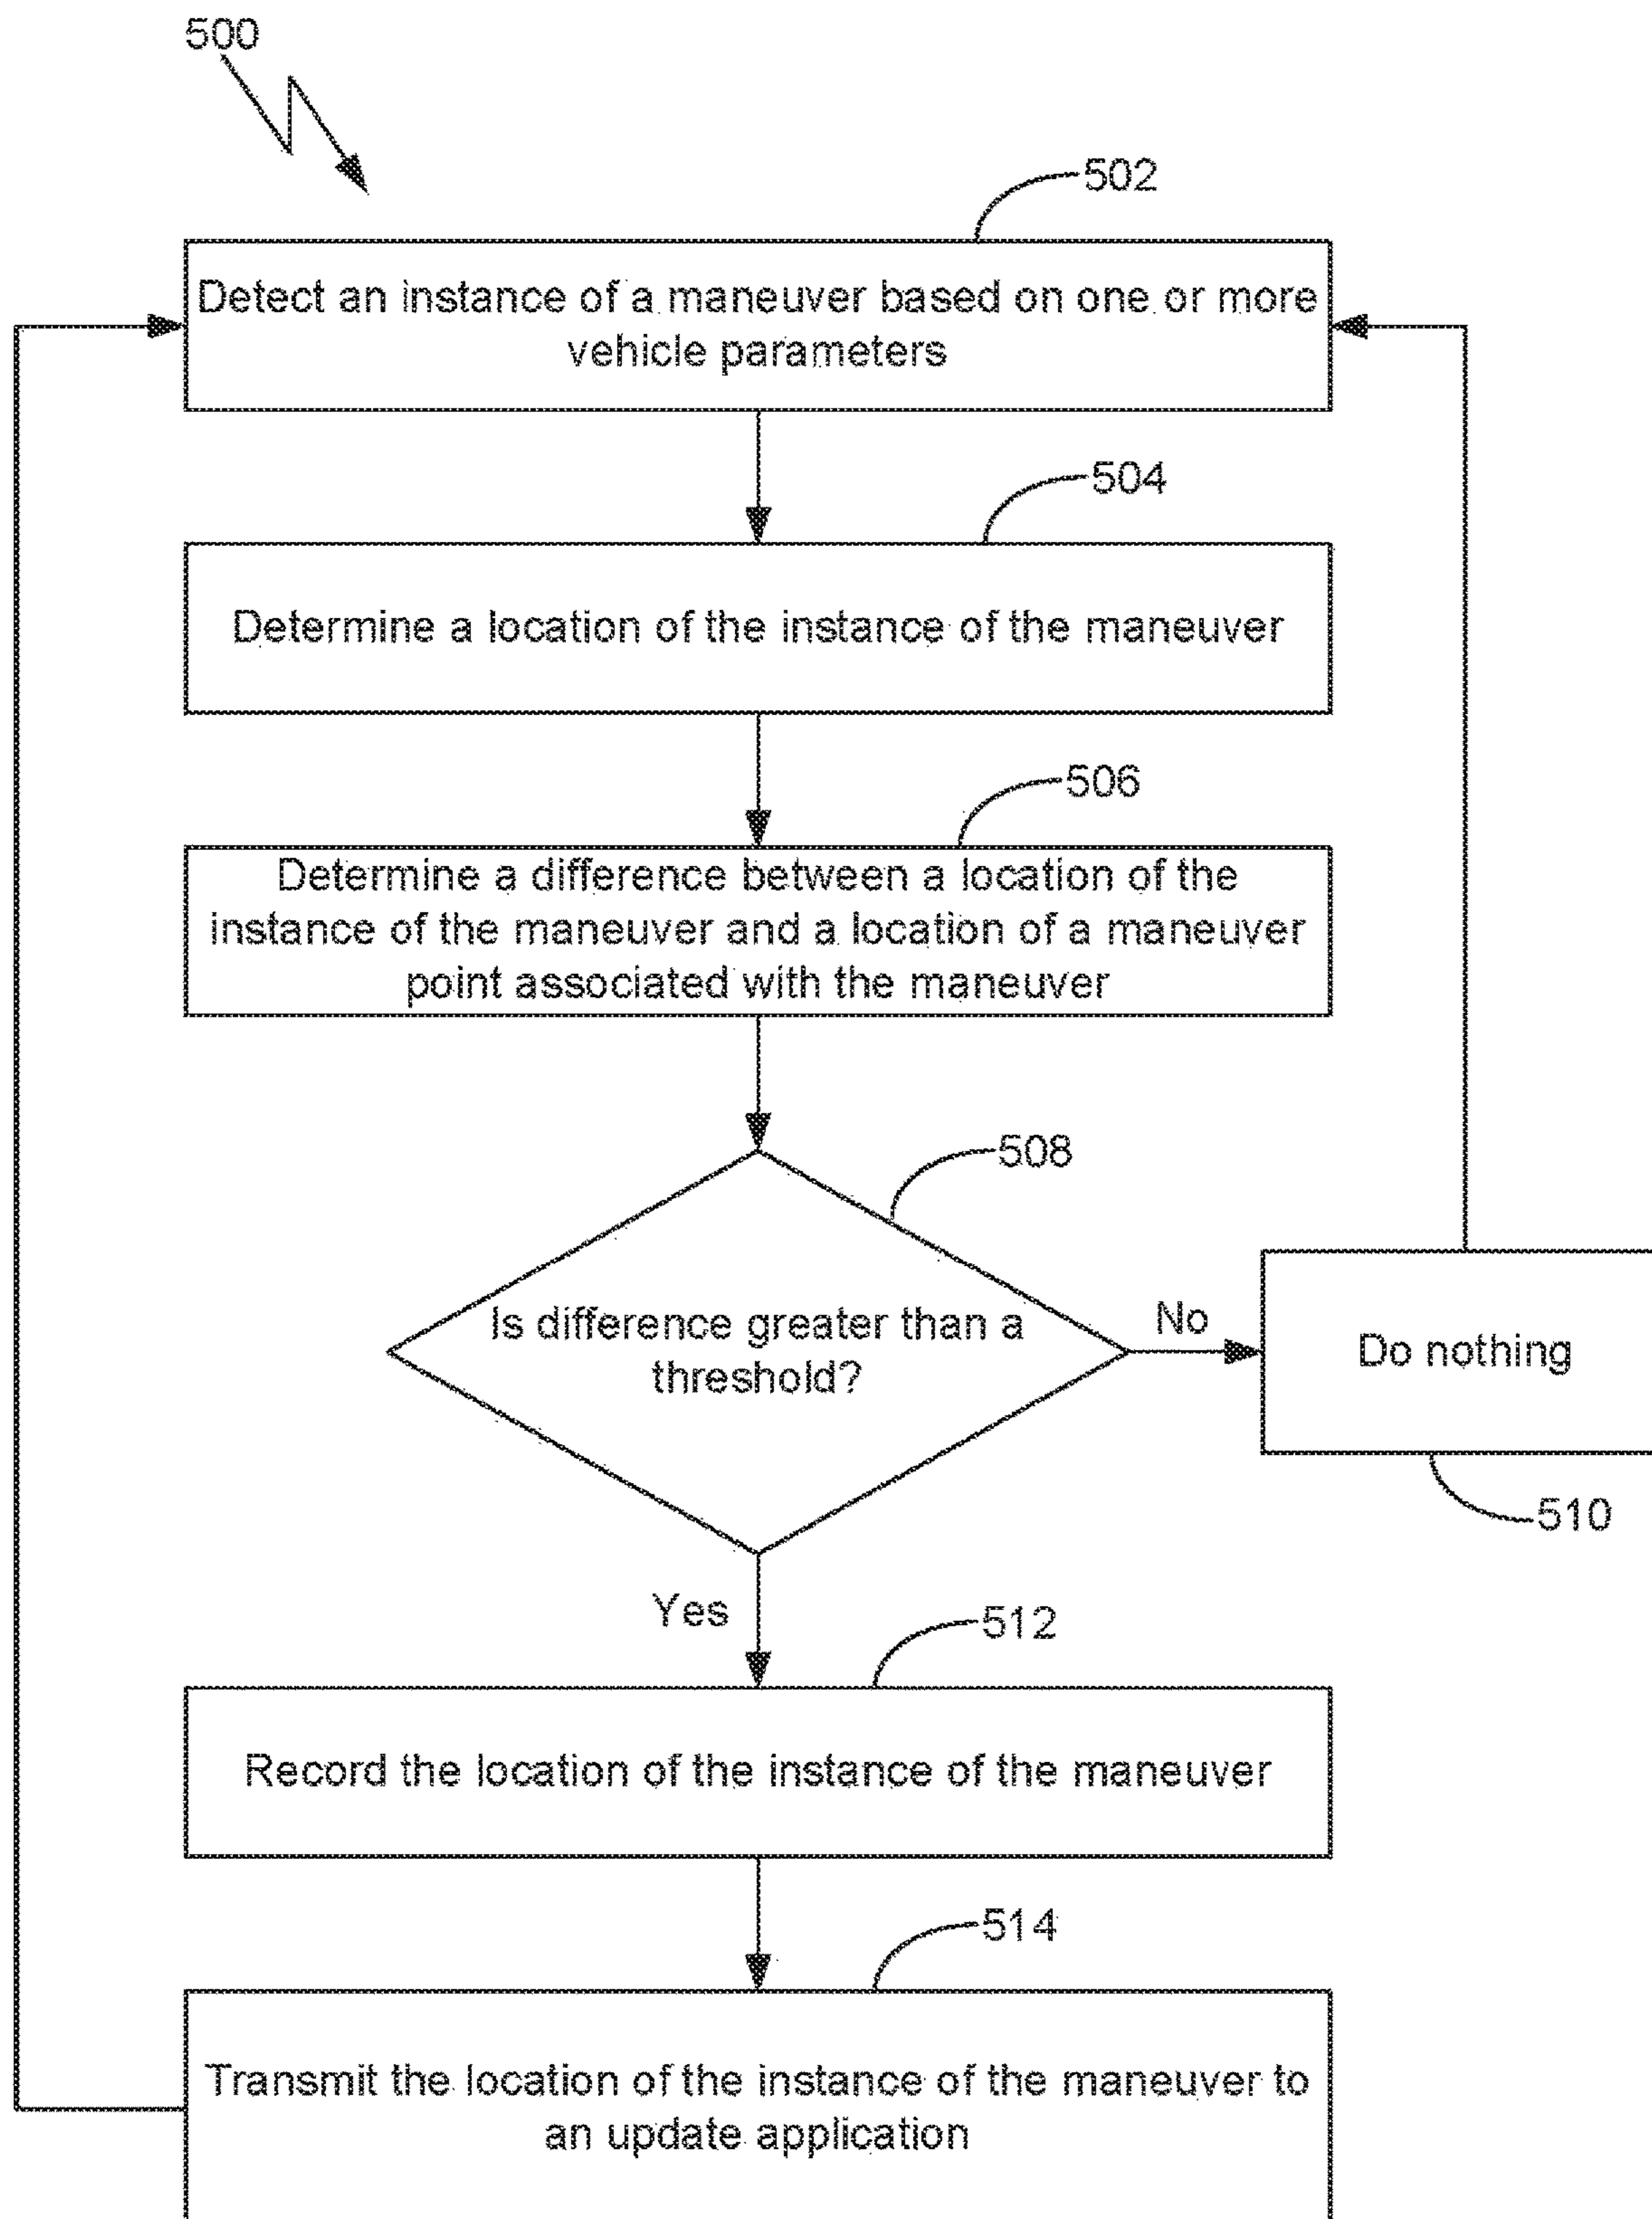 500
502
Detect an instance of a maneuver based on one or more
vehicle parameters
504
Determine a location of the instance of the maneuver
506
Determine a difference between a location of the
instance of the maneuver and a location of a maneuver
point associated with the maneuver
508
Is difference greater than a
threshold?
No
Do nothing
510
Yes
512
Record the location of the instance of the maneuver
514
Transmit the location of the instance of the maneuver to
an update application